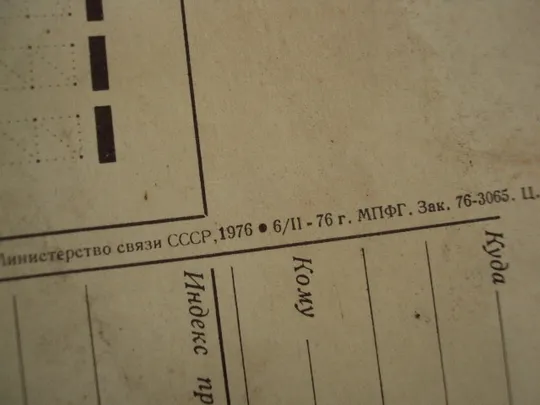 Министерство связи СССР, 1976 ● 6/II - 76 г. МПФГ. Зак. 76-3065. Ц.
Куда
Кому
Индекс